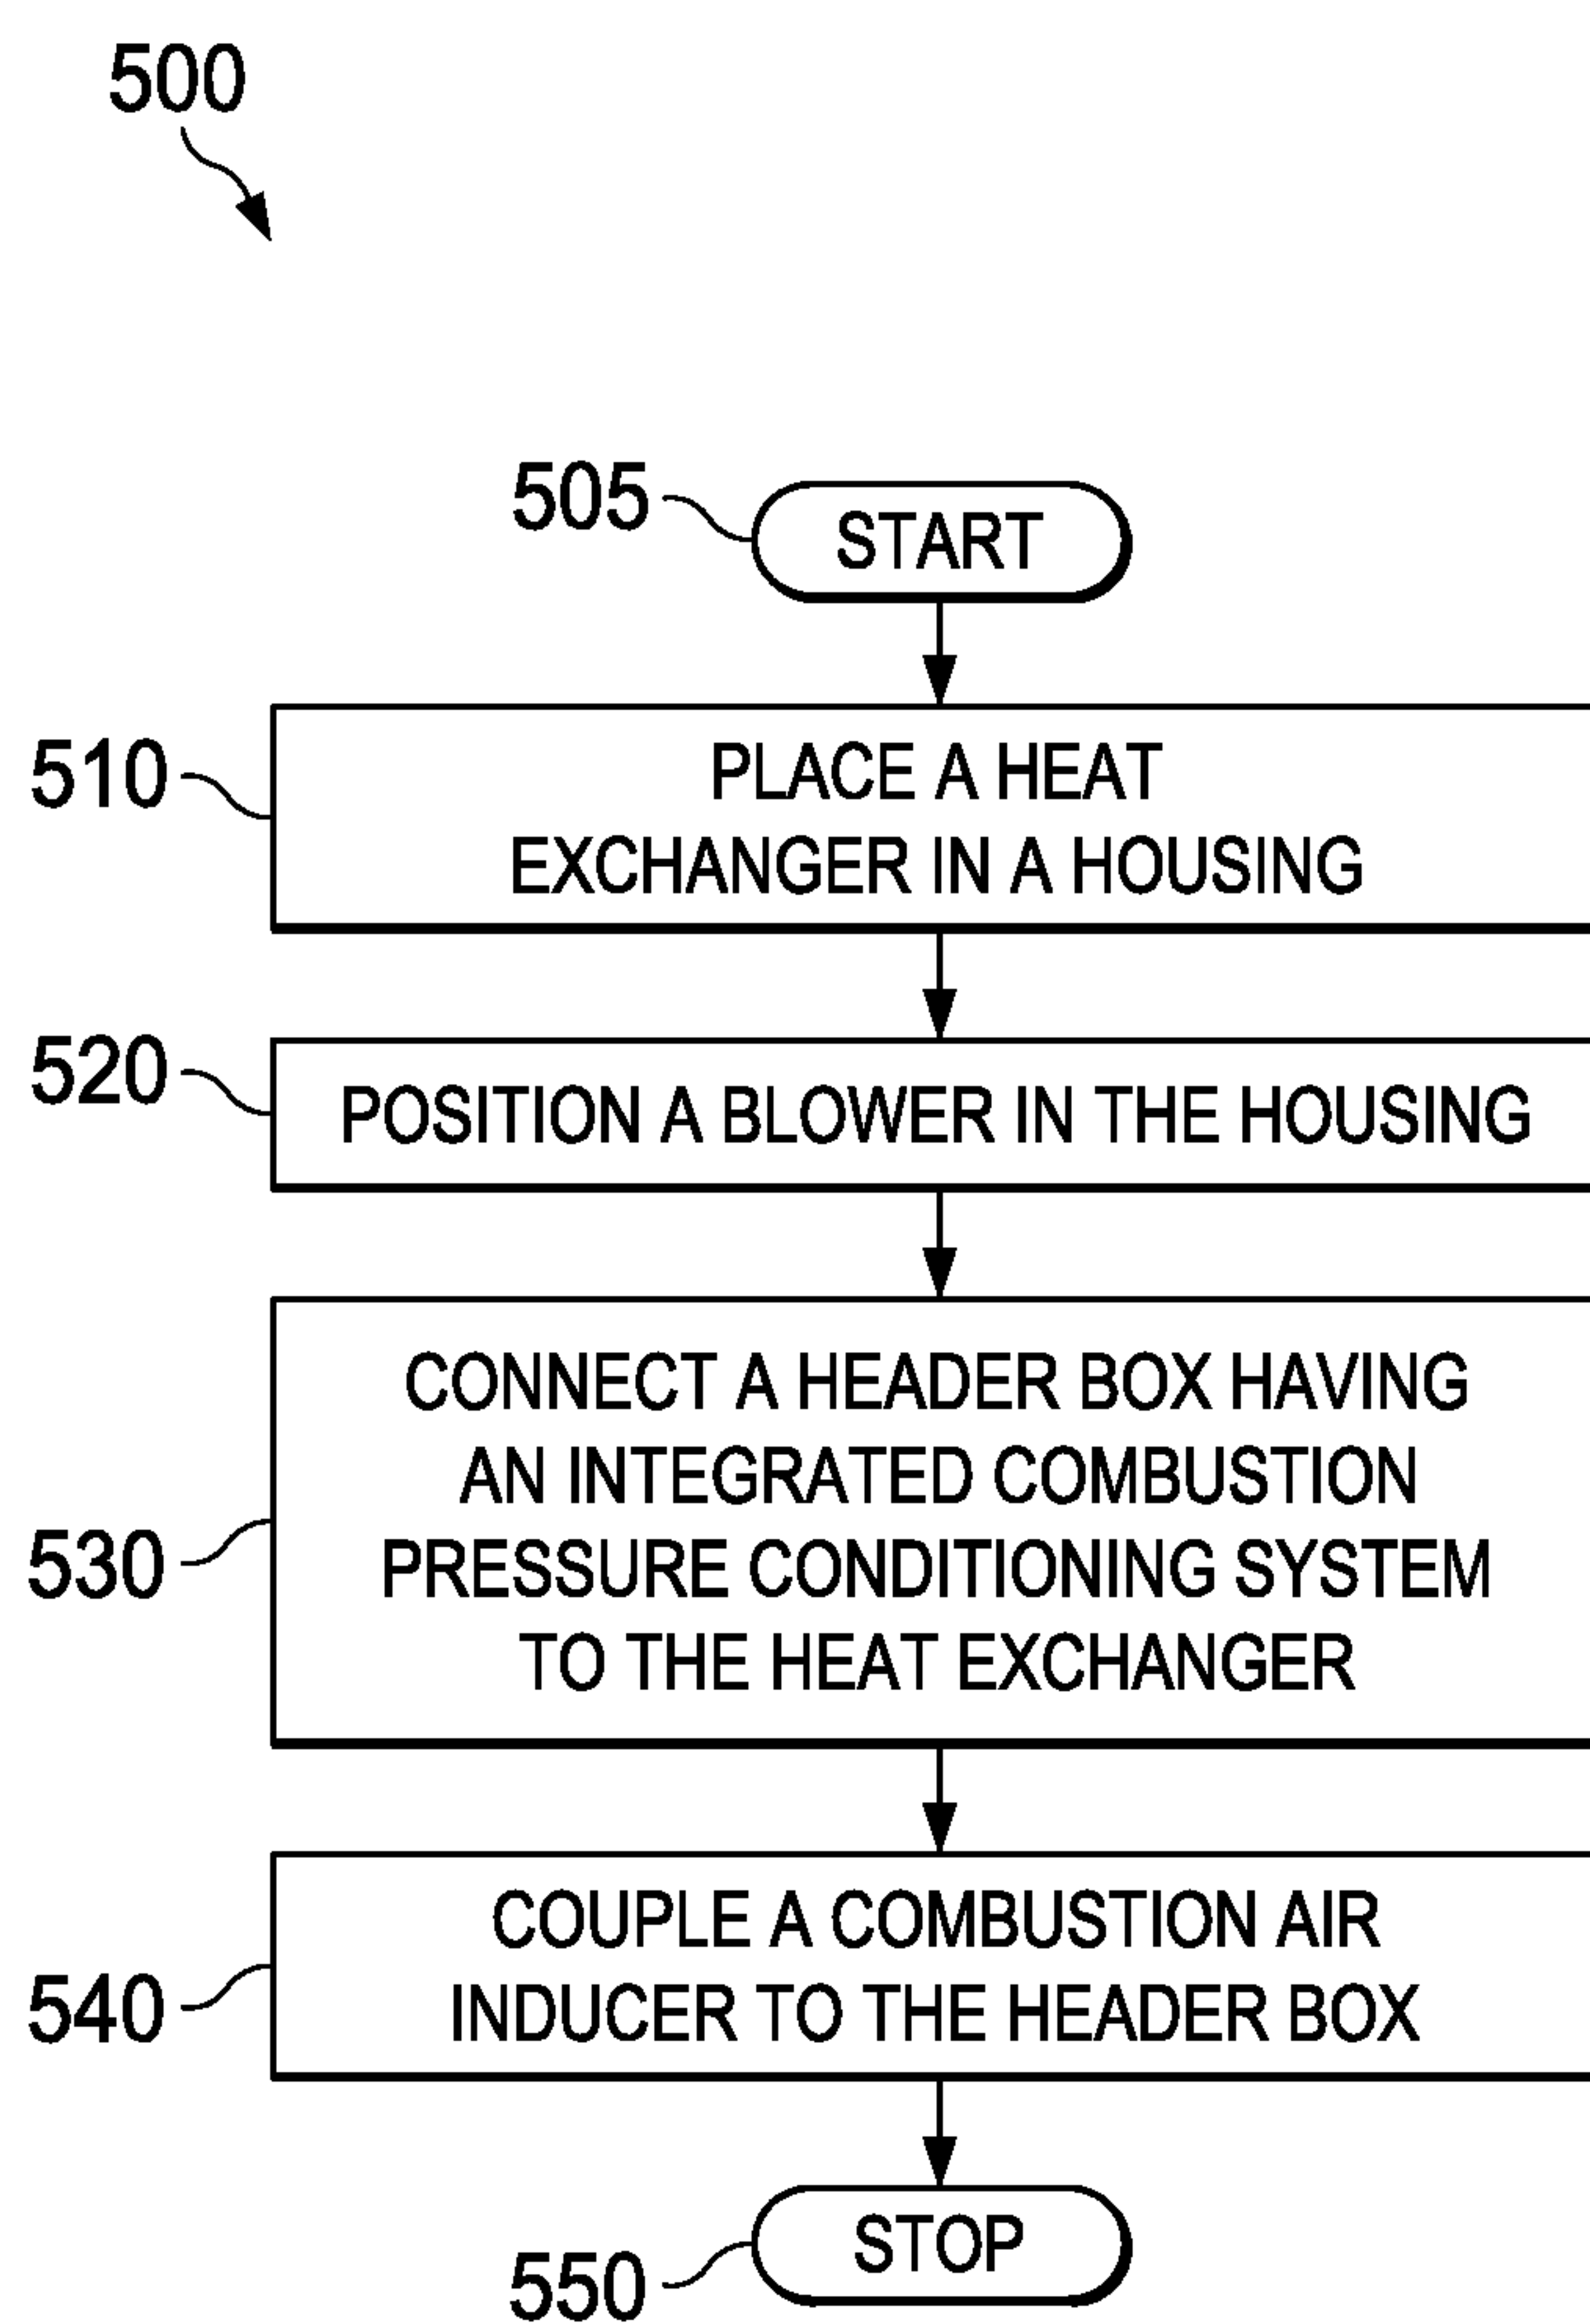 500
505
START
510
PLACE A HEAT
EXCHANGER IN A HOUSING
520
POSITION A BLOWER IN THE HOUSING
530
CONNECT A HEADER BOX HAVING
AN INTEGRATED COMBUSTION
PRESSURE CONDITIONING SYSTEM
TO THE HEAT EXCHANGER
540
COUPLE A COMBUSTION AIR
INDUCER TO THE HEADER BOX
550
STOP